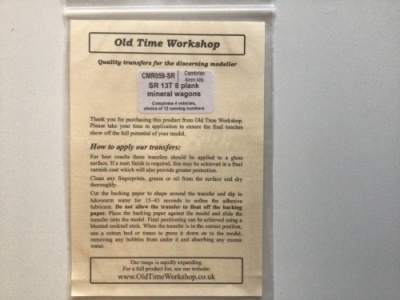 Old Time Workshop
Quality transfers for the discerning modeller
CMR059-SR
Cambrian
4mm kits
SR 13T 8 plank
mineral wagons
Completes 4 vehicles,
choice of 12 running numbers
Thank you for purchasing this product from Old Time Workshop.
Please take your time in application to ensure the final touches
show off the full potential of your model.
How to apply our transfers:
For best results these transfers should be applied to a gloss
surface. If a matt finish is required, this may be achieved in a final
varnish coat which will also provide greater protection.
Clean any fingerprints, grease or oil from the surface and dry
thoroughly.
Cut the backing paper to shape around the transfer and dip in
lukewarm water for 15-45 seconds to soften the adhesive
lubricant. Do not allow the transfer to float off the backing
paper. Place the backing paper against the model and slide the
transfer onto the model. Final positioning can be achieved using a
blunted cocktail stick. When the transfer is in the correct position,
use a cotton bud or tissue to press it down on to the model,
removing any bubbles from under it and absorbing any excess
water.
Our range is rapidly expanding.
For a full product list, see our website:
www.OldTimeWorkshop.co.uk